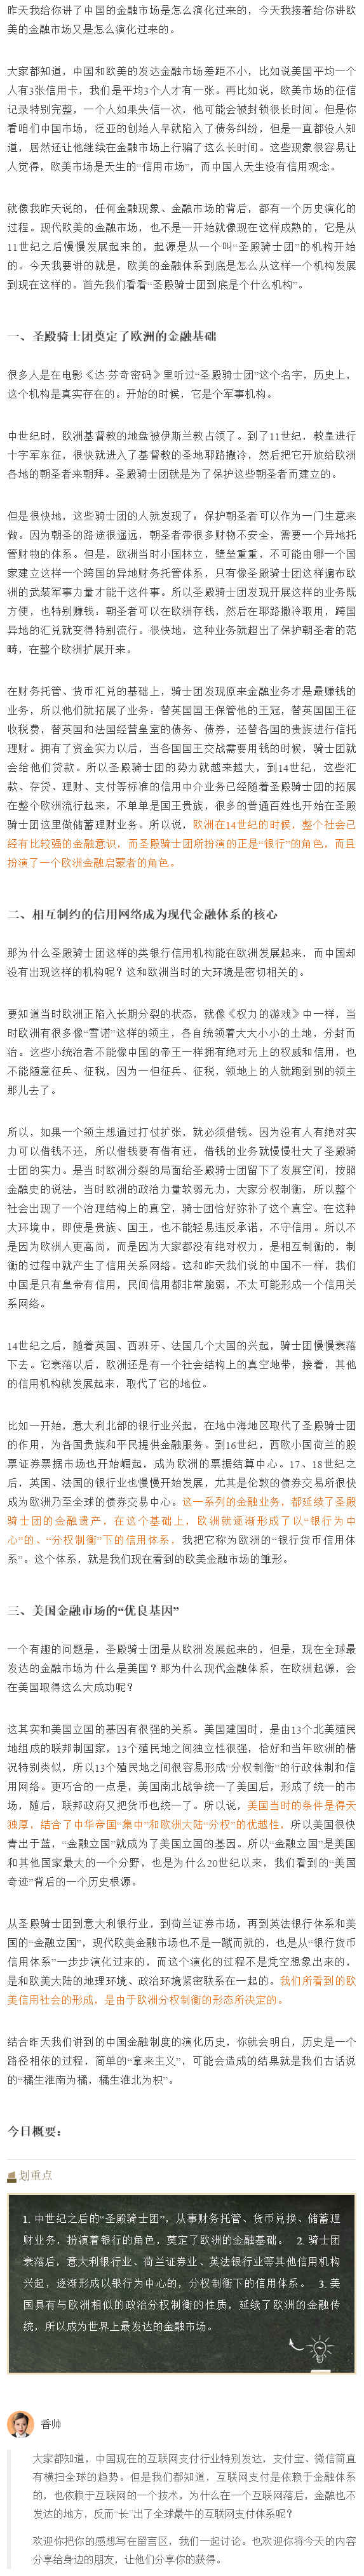 昨天我给你讲了中国的金融市场是怎么演化过来的，今天我接着给你讲欧
美的金融市场又是怎么演化过来的。
大家都知道，中国和欧美的发达金融市场差距不小，比如说美国平均一个
人有3张信用卡，我们是平均3个人才有一张。再比如说，欧美市场的征信
记录特别完整，一个人如果失信一次，他可能会被封锁很长时间。但是你
看咱们中国市场，泛亚的创始人早就陷入了债务纠纷，但是一直都没人知
道，居然还让他继续在金融市场上行骗了这么长时间。这些现象很容易让
人觉得，欧美市场是天生的“信用市场”，而中国人天生没有信用观念。
就像我昨天说的，任何金融现象、金融市场的背后，都有一个历史演化的
过程。现代欧美的金融市场，也不是一开始就像现在这样成熟的，它是从
11世纪之后慢慢发展起来的，起源是从一个叫“圣殿骑士团”的机构开始
的。今天我要讲的就是，欧美的金融体系到底是怎么从这样一个机构发展
到现在这样的。首先我们看看“圣殿骑士团到底是个什么机构”。
一、圣殿骑士团奠定了欧洲的金融基础
很多人是在电影《达·芬奇密码》里听过“圣殿骑士团”这个名字，历史上，
这个机构是真实存在的。开始的时候，它是个军事机构。
中世纪时，欧洲基督教的地盘被伊斯兰教占领了。到了11世纪，教皇进行
十字军东征，很快就进入了基督教的圣地耶路撒冷，然后把它开放给欧洲
各地的朝圣者来朝拜。圣殿骑士团就是为了保护这些朝圣者而建立的。
但是很快地，这些骑士团的人就发现了：保护朝圣者可以作为一门生意来
做。因为朝圣的路途很遥远，朝圣者带很多财物不安全，需要一个异地托
管财物的体系。但是，欧洲当时小国林立，壁垒重重，不可能由哪一个国
家建立这样一个跨国的异地财务托管体系，只有像圣殿骑士团这样遍布欧
洲的武装军事力量才能干这件事。所以圣殿骑士团发现开展这样的业务既
方便，也特别赚钱：朝圣者可以在欧洲存钱，然后在耶路撒冷取用，跨国
异地的汇兑就变得特别流行。很快地，这种业务就超出了保护朝圣者的范
畴，在整个欧洲扩展开来。
在财务托管、货币汇兑的基础上，骑士团发现原来金融业务才是最赚钱的
业务，所以他们就拓展了业务：替英国国王保管他的王冠，替英国国王征
收税费，替英国和法国经营皇室的债务、债券，还替各国的贵族进行信托
理财。拥有了资金实力以后，当各国国王交战需要用钱的时候，骑士团就
会给他们贷款。所以圣殿骑士团的势力就越来越大，到14世纪，这些汇
款、存贷、理财、支付等标准的信用中介业务已经随着圣殿骑士团的拓展
在整个欧洲流行起来，不单单是国王贵族，很多的普通百姓也开始在圣殿
骑士团这里做储蓄理财业务。所以说，欧洲在14世纪的时候，整个社会已
经有比较强的金融意识，而圣殿骑士团所扮演的正是“银行”的角色，而且
扮演了一个欧洲金融启蒙者的角色。
二、相互制约的信用网络成为现代金融体系的核心
那为什么圣殿骑士团这样的类银行信用机构能在欧洲发展起来，而中国却
没有出现这样的机构呢？这和欧洲当时的大环境是密切相关的。
要知道当时欧洲正陷入长期分裂的状态，就像《权力的游戏》中一样，当
时欧洲有很多像“雪诺”这样的领主，各自统领着大大小小的土地，分封而
治。这些小统治者不能像中国的帝王一样拥有绝对无上的权威和信用，也
不能随意征兵、征税，因为一但征兵、征税，领地上的人就跑到别的领主
那儿去了。
所以，如果一个领主想通过打仗扩张，就必须借钱。因为没有人有绝对实
力可以借钱不还，所以借钱要有借有还，借钱的业务就慢慢壮大了圣殿骑
士团的实力。是当时欧洲分裂的局面给圣殿骑士团留下了发展空间，按照
金融史的说法，当时欧洲的政治力量软弱无力，大家分权制衡，所以整个
社会出现了一个治理结构上的真空，骑士团恰好弥补了这个真空。在这种
大环境中，即使是贵族、国王，也不能轻易违反承诺，不守信用。所以不
是因为欧洲人更高尚，而是因为大家都没有绝对权力，是相互制衡的，制
衡的过程中就产生了信用关系网络。这和昨天我们说的中国不一样，我们
中国是只有皇帝有信用，民间信用都非常脆弱，不太可能形成一个信用关
系网络。
14世纪之后，随着英国、西班牙、法国几个大国的兴起，骑士团慢慢衰落
下去。它衰落以后，欧洲还是有一个社会结构上的真空地带，接着，其他
的信用机构就发展起来，取代了它的地位。
比如一开始，意大利北部的银行业兴起，在地中海地区取代了圣殿骑士团
的作用，为各国贵族和平民提供金融服务。到16世纪，西欧小国荷兰的股
票证券票据市场也开始崛起，成为欧洲的票据结算中心。17、18世纪之
后，英国、法国的银行业也慢慢开始发展，尤其是伦敦的债券交易所很快
成为欧洲乃至全球的债券交易中心。这一系列的金融业务，都延续了圣殿
骑士团的金融遗产，在这个基础上，欧洲就逐渐形成了以“银行为中
心”的、“分权制衡”下的信用体系，我把它称为欧洲的“银行货币信用体
系”。这个体系，就是我们现在看到的欧美金融市场的雏形。
三、美国金融市场的“优良基因”
一个有趣的问题是，圣殿骑士团是从欧洲发展起来的，但是，现在全球最
发达的金融市场为什么是美国？那为什么现代金融体系，在欧洲起源，会
在美国取得这么大成功呢？
这其实和美国立国的基因有很强的关系。美国建国时，是由13个北美殖民
地组成的联邦制国家，13个殖民地之间独立性很强，恰好和当年欧洲的情
况特别类似，所以13个殖民地之间很容易形成“分权制衡”的行政体制和信
用网络。更巧合的一点是，美国南北战争统一了美国后，形成了统一的市
场，随后，联邦政府又把货币也统一了。所以说，美国当时的条件是得天
独厚，结合了中华帝国“集中”和欧洲大陆“分权”的优越性，所以美国很快
青出于蓝，“金融立国”就成为了美国立国的基因。所以“金融立国”是美国
和其他国家最大的一个分野，也是为什么20世纪以来，我们看到的“美国
奇迹”背后的一个历史根源。
从圣殿骑士团到意大利银行业，到荷兰证券市场，再到英法银行体系和美
国的“金融立国”，现代欧美金融市场也不是一蹴而就的，也是从“银行货币
信用体系”一步步演化过来的，而这个演化的过程不是凭空想象出来的，
是和欧美大陆的地理环境、政治环境紧密联系在一起的。我们所看到的欧
美信用社会的形成，是由于欧洲分权制衡的形态所决定的。
结合昨天我们讲到的中国金融制度的演化历史，你就会明白，历史是一个
路径相依的过程，简单的“拿来主义”，可能会造成的结果就是我们古话说
的“橘生淮南为橘，橘生淮北为枳”。
今日概要：
划重点
1. 中世纪之后的“圣殿骑士团”，从事财务托管、货币兑换、储蓄理
财业务，扮演着银行的角色，奠定了欧洲的金融基础。 2. 骑士团
衰落后，意大利银行业、荷兰证券业、英法银行业等其他信用机构
兴起，逐渐形成以银行为中心的，分权制衡下的信用体系。 3. 美
国具有与欧洲相似的政治分权制衡的性质，延续了欧洲的金融传
统，所以成为世界上最发达的金融市场。
香帅
大家都知道，中国现在的互联网支付行业特别发达，支付宝、微信简直
有横扫全球的趋势。但是我们都知道，互联网支付是依赖于金融体系
的，也依赖于互联网的一个技术，为什么在一个互联网落后，金融也不
发达的地方，反而“长”出了全球最牛的互联网支付体系呢？
欢迎你把你的感想写在留言区，我们一起讨论。也欢迎你将今天的内容
分享给身边的朋友，让他们分享你的获得。